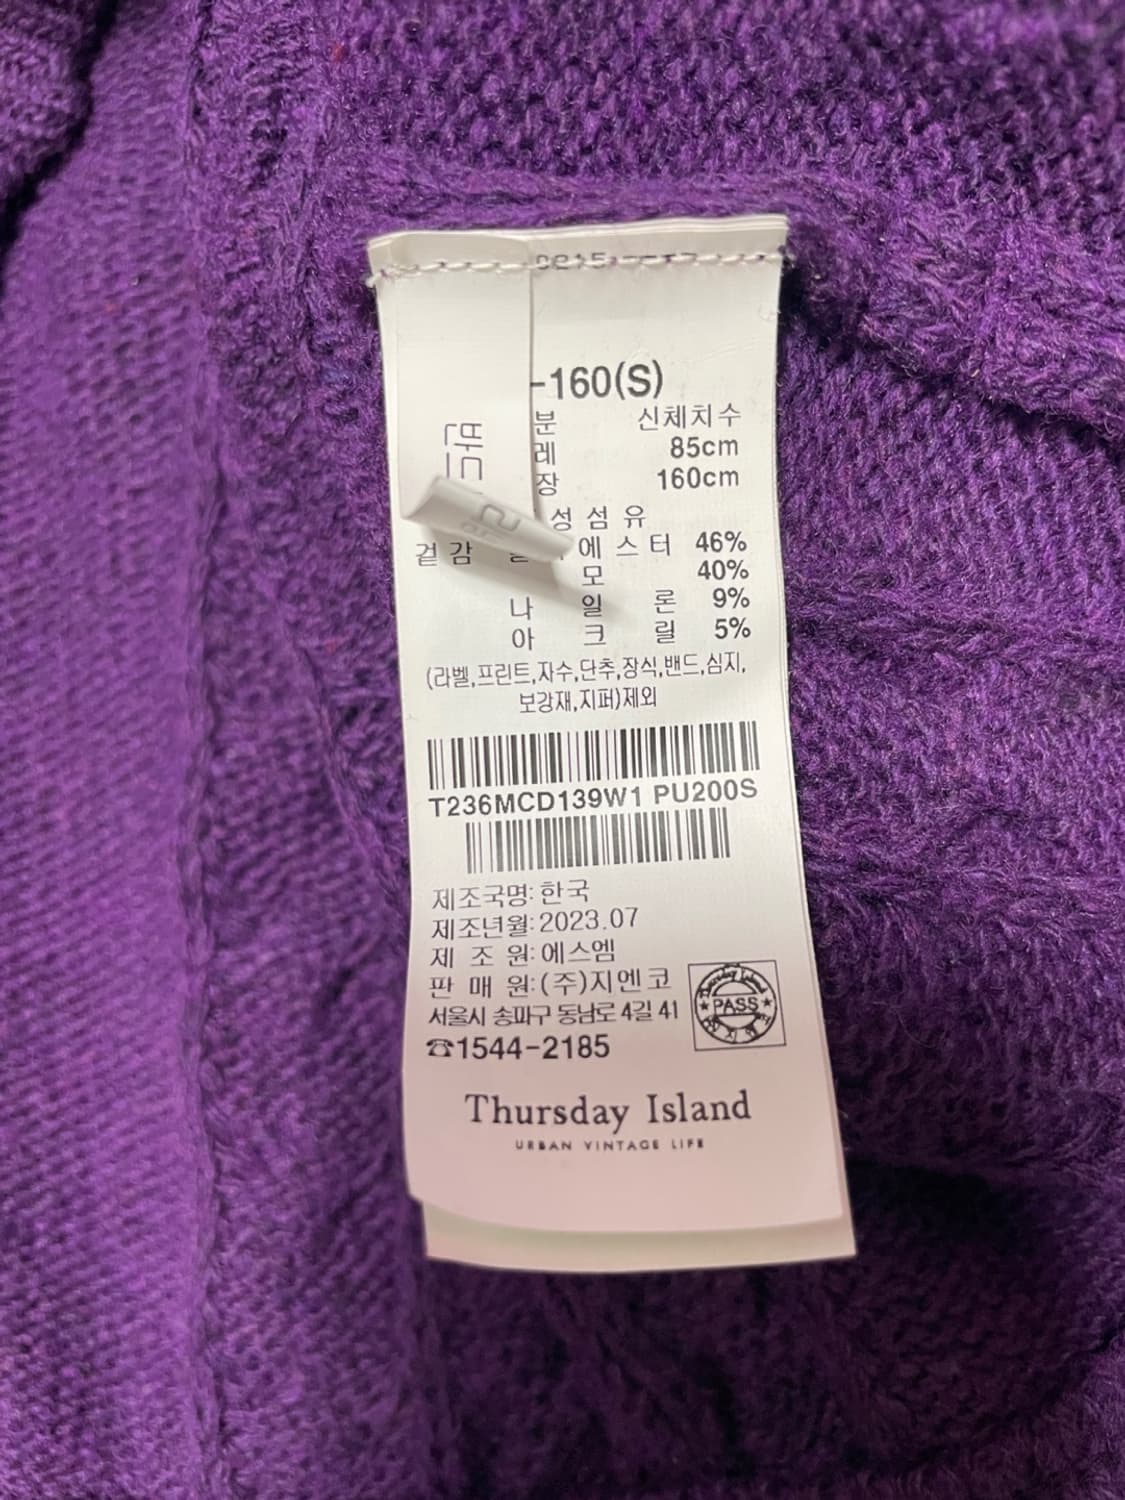 -160(S)
분 신체치수
레 85cm
장 160cm
성 섬 유
겉 감 에 스 터 46%
모 40%
나 일 론 9%
아 크 릴 5%
(라벨,프린트,자수,단추,장식,밴드,심지,
보강재,지퍼)제외
T236MCD139W1 PU200S
제조국명: 한국
제조년월: 2023.07
제 조 원: 에스엠
판 매 원: (주)지엔코
서울시 송파구 동남로 4길 41
☎1544-2185
PASS
Thursday Island
URBAN VINTAGE LIFE